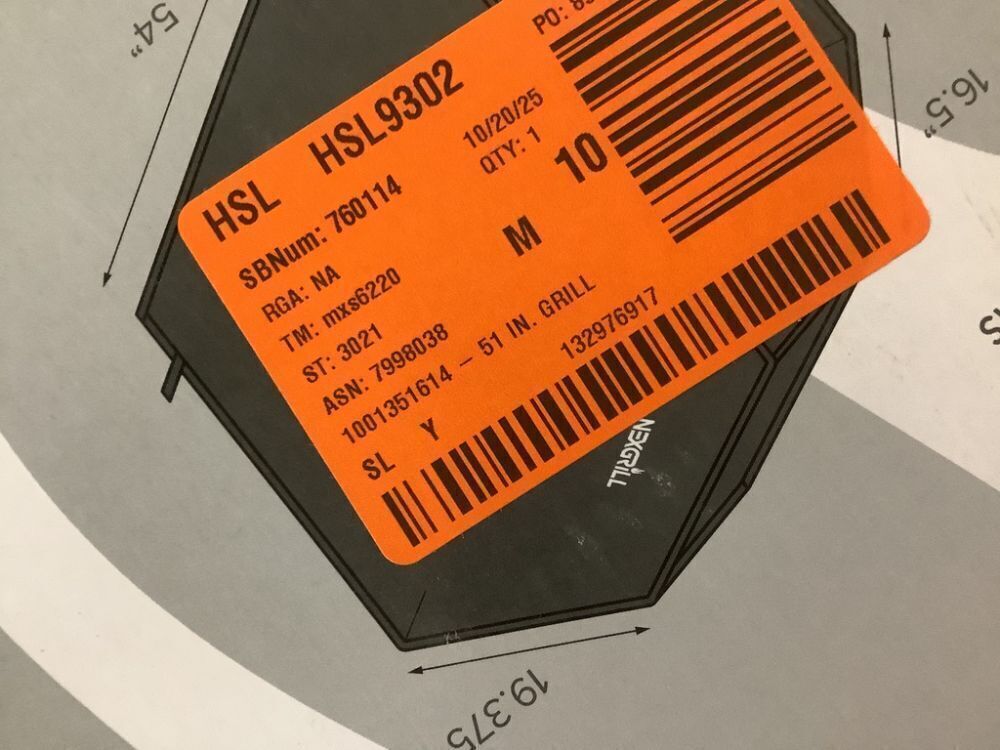 54”
PO:
HSL HSL9302
10/20/25
QTY: 1
10
SBNum: 760114
RGA: NA
M
TM: mxs6220
ST: 3021
ASN: 7998038
1001351614 – 51 IN. GRILL
132976917
SL Y
16.5”
NEXGRILL
19.375